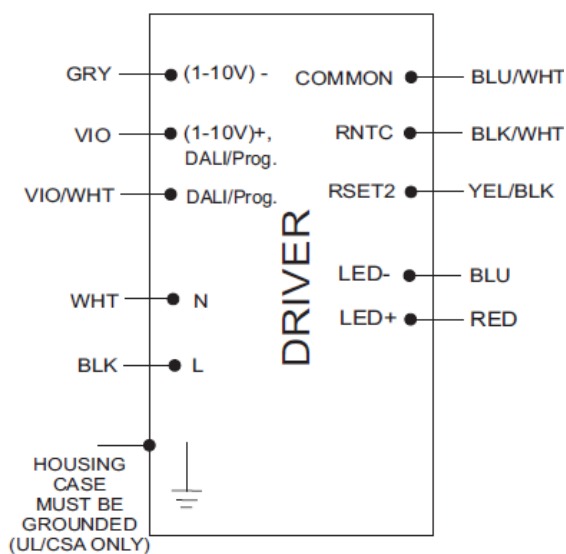 GRY
(1-10V) -
VIO
(1-10V)+,
DALI/Prog.
VIO/WHT
DALI/Prog.
WHT
N
BLK
L
HOUSING
CASE
MUST BE
GROUNDED
(UL/CSA ONLY)
DRIVER
COMMON
BLU/WHT
RNTC
BLK/WHT
RSET2
YEL/BLK
LED-
BLU
LED+
RED